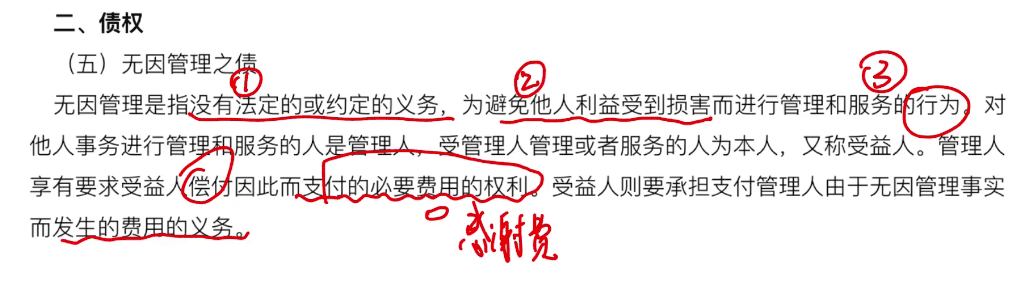 二、债权
（五）无因管理之债
① ② ③
无因管理是指没有法定的或约定的义务，为避免他人利益受到损害而进行管理和服务的行为。对
他人事务进行管理和服务的人是管理人，受管理人管理或者服务的人为本人，又称受益人。管理人
享有要求受益人偿付因此而支付的必要费用的权利。受益人则要承担支付管理人由于无因管理事实
而发生的费用的义务。
感谢费